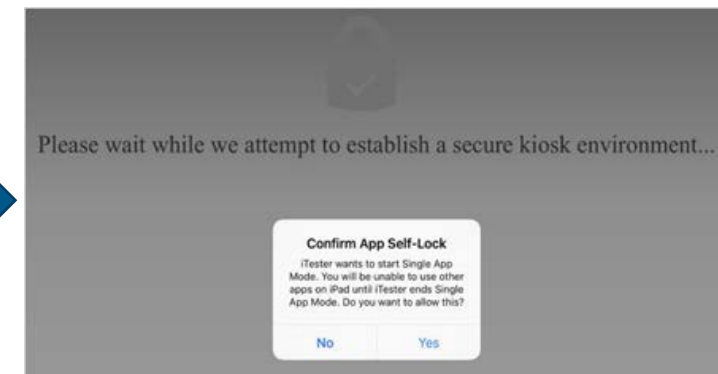 Please wait while we attempt to establish a secure kiosk environment...
Confirm App Self-Lock
iTester wants to start Single App
Mode. You will be unable to use other
apps on iPad until iTester ends Single
App Mode. Do you want to allow this?
No Yes